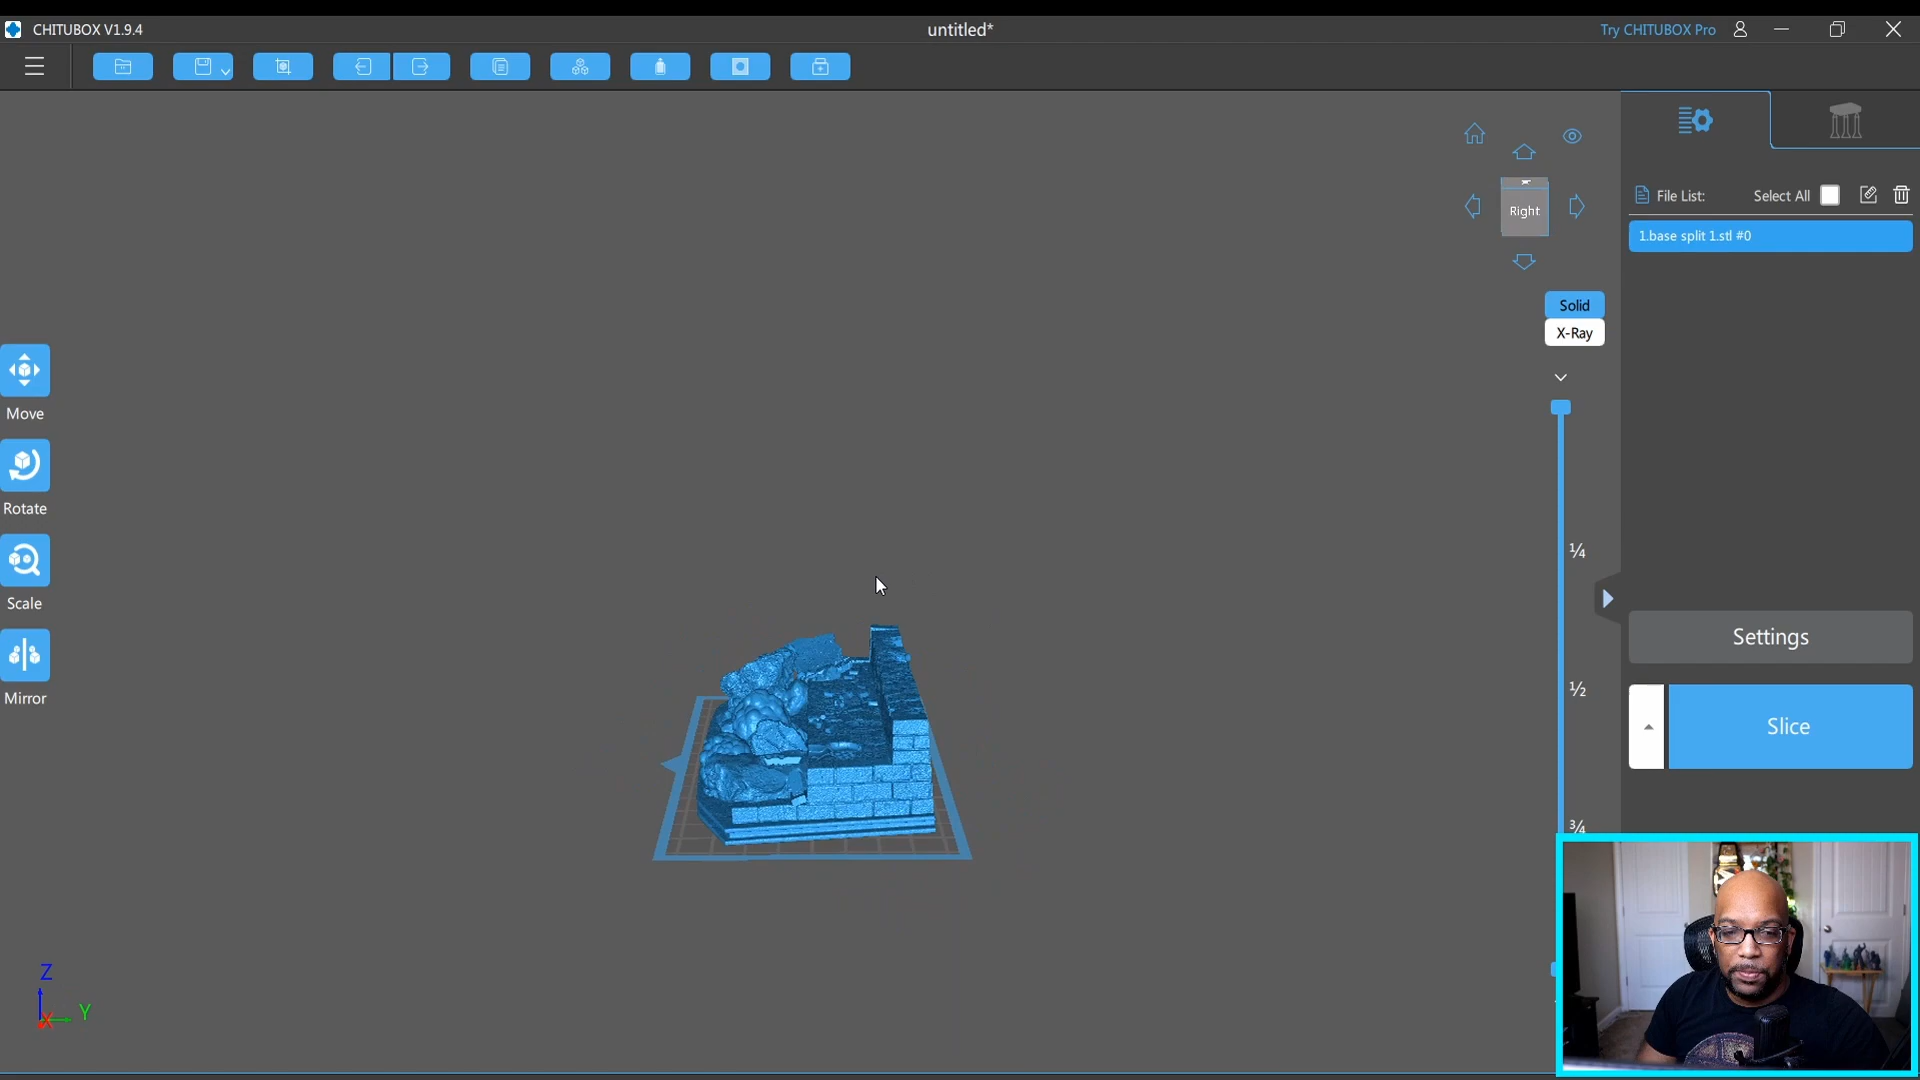 CHITUBOX V1.9.4
untitled*
Try CHITUBOX Pro
Right
File List:
Select All
1.base split 1.stl #0
Solid
X-Ray
Move
Rotate
Scale
Mirror
¼
½
¾
Settings
Slice
Z
Y
X